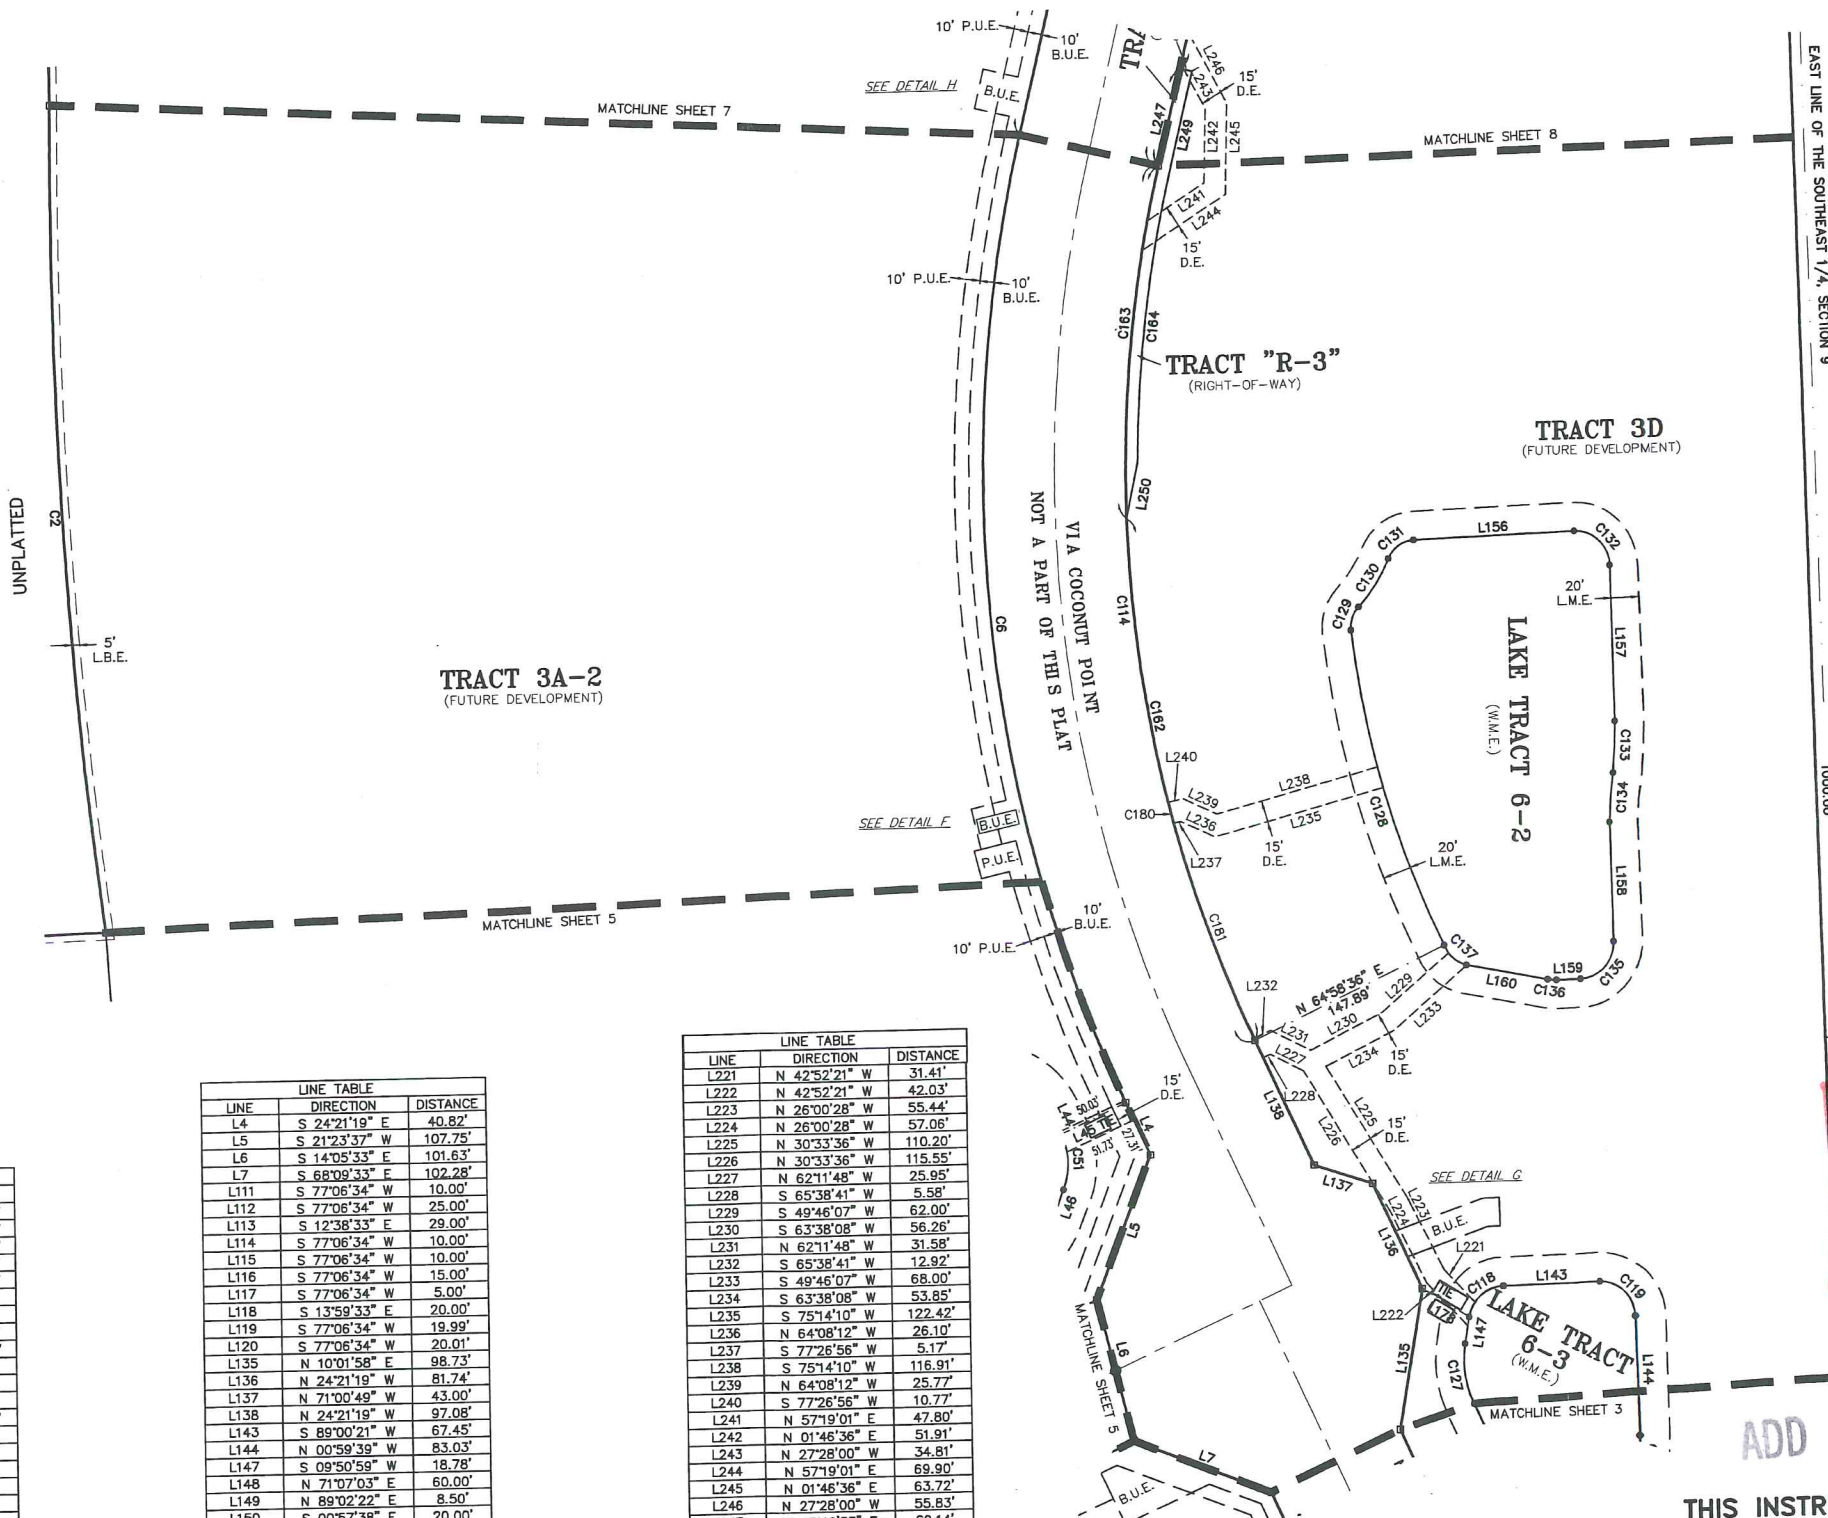 10' P.U.E.
10'
B.U.E.
SEE DETAIL H
B.U.E.
TRA
L246
L243
15'
D.E.
L247
L249
L242
L245
MATCHLINE SHEET 7
MATCHLINE SHEET 8
EAST LINE OF THE SOUTHEAST 1/4, SECTION 9
L241
L244
15'
D.E.
10' P.U.E.
10'
B.U.E.
C163
C164
TRACT "R-3"
(RIGHT-OF-WAY)
TRACT 3D
(FUTURE DEVELOPMENT)
L250
UNPLATTED
C2
VIA COCONUT POINT
NOT A PART OF THIS PLAT
C6
C114
C131
L156
C132
C130
C129
20'
L.M.E.
L157
LAKE TRACT 6-2
(W.M.E.)
C133
C134
L158
5'
L.B.E.
TRACT 3A-2
(FUTURE DEVELOPMENT)
C162
L240
L239
L238
C180
L236
L235
L237
15'
D.E.
C128
20'
L.M.E.
SEE DETAIL F
B.U.E.
P.U.E.
MATCHLINE SHEET 5
10'
B.U.E.
10' P.U.E.
C181
C137
L159
L160
C136
C135
L232
N 64°58'36" E
147.89'
L229
L231
L230
L233
L227
L234
15'
D.E.
L228
L138
L225
L226
15'
D.E.
15'
D.E.
50.03'
L44
L45 TIE
L4
51.73'
27.31'
C51
L46
L5
L137
SEE DETAIL G
L223
L224
B.U.E.
L136
L221
C118
L143
C119
TIE
L178
L222
LAKE TRACT
6-3
(W.M.E.)
L147
L135
C127
L144
L6
MATCHLINE SHEET 5
L7
MATCHLINE SHEET 3
B.U.E.
ADD
THIS INSTR
LINE TABLE
LINE DIRECTION DISTANCE
L4 S 24°21'19" E 40.82'
L5 S 21°23'37" W 107.75'
L6 S 14°05'33" E 101.63'
L7 S 68°09'33" E 102.28'
L111 S 77°06'34" W 10.00'
L112 S 77°06'34" W 25.00'
L113 S 12°38'33" E 29.00'
L114 S 77°06'34" W 10.00'
L115 S 77°06'34" W 10.00'
L116 S 77°06'34" W 15.00'
L117 S 77°06'34" W 5.00'
L118 S 13°59'33" E 20.00'
L119 S 77°06'34" W 19.99'
L120 S 77°06'34" W 20.01'
L135 N 10°01'58" E 98.73'
L136 N 24°21'19" W 81.74'
L137 N 71°00'49" W 43.00'
L138 N 24°21'19" W 97.08'
L143 S 89°00'21" W 67.45'
L144 N 00°59'39" W 83.03'
L147 S 09°50'59" W 18.78'
L148 N 71°07'03" E 60.00'
L149 N 89°02'22" E 8.50'
L150 S 00°57'38" E 20.00'
LINE TABLE
LINE DIRECTION DISTANCE
L221 N 42°52'21" W 31.41'
L222 N 42°52'21" W 42.03'
L223 N 26°00'28" W 55.44'
L224 N 26°00'28" W 57.06'
L225 N 30°33'36" W 110.20'
L226 N 30°33'36" W 115.55'
L227 N 62°11'48" W 25.95'
L228 S 65°38'41" W 5.58'
L229 S 49°46'07" W 62.00'
L230 S 63°38'08" W 56.26'
L231 N 62°11'48" W 31.58'
L232 S 65°38'41" W 12.92'
L233 S 49°46'07" W 68.00'
L234 S 63°38'08" W 53.85'
L235 S 75°14'10" W 122.42'
L236 N 64°08'12" W 26.10'
L237 S 77°26'56" W 5.17'
L238 S 75°14'10" W 116.91'
L239 N 64°08'12" W 25.77'
L240 S 77°26'56" W 10.77'
L241 N 57°19'01" E 47.80'
L242 N 01°46'36" E 51.91'
L243 N 27°28'00" W 34.81'
L244 N 57°19'01" E 69.90'
L245 N 01°46'36" E 63.72'
L246 N 27°28'00" W 55.83'